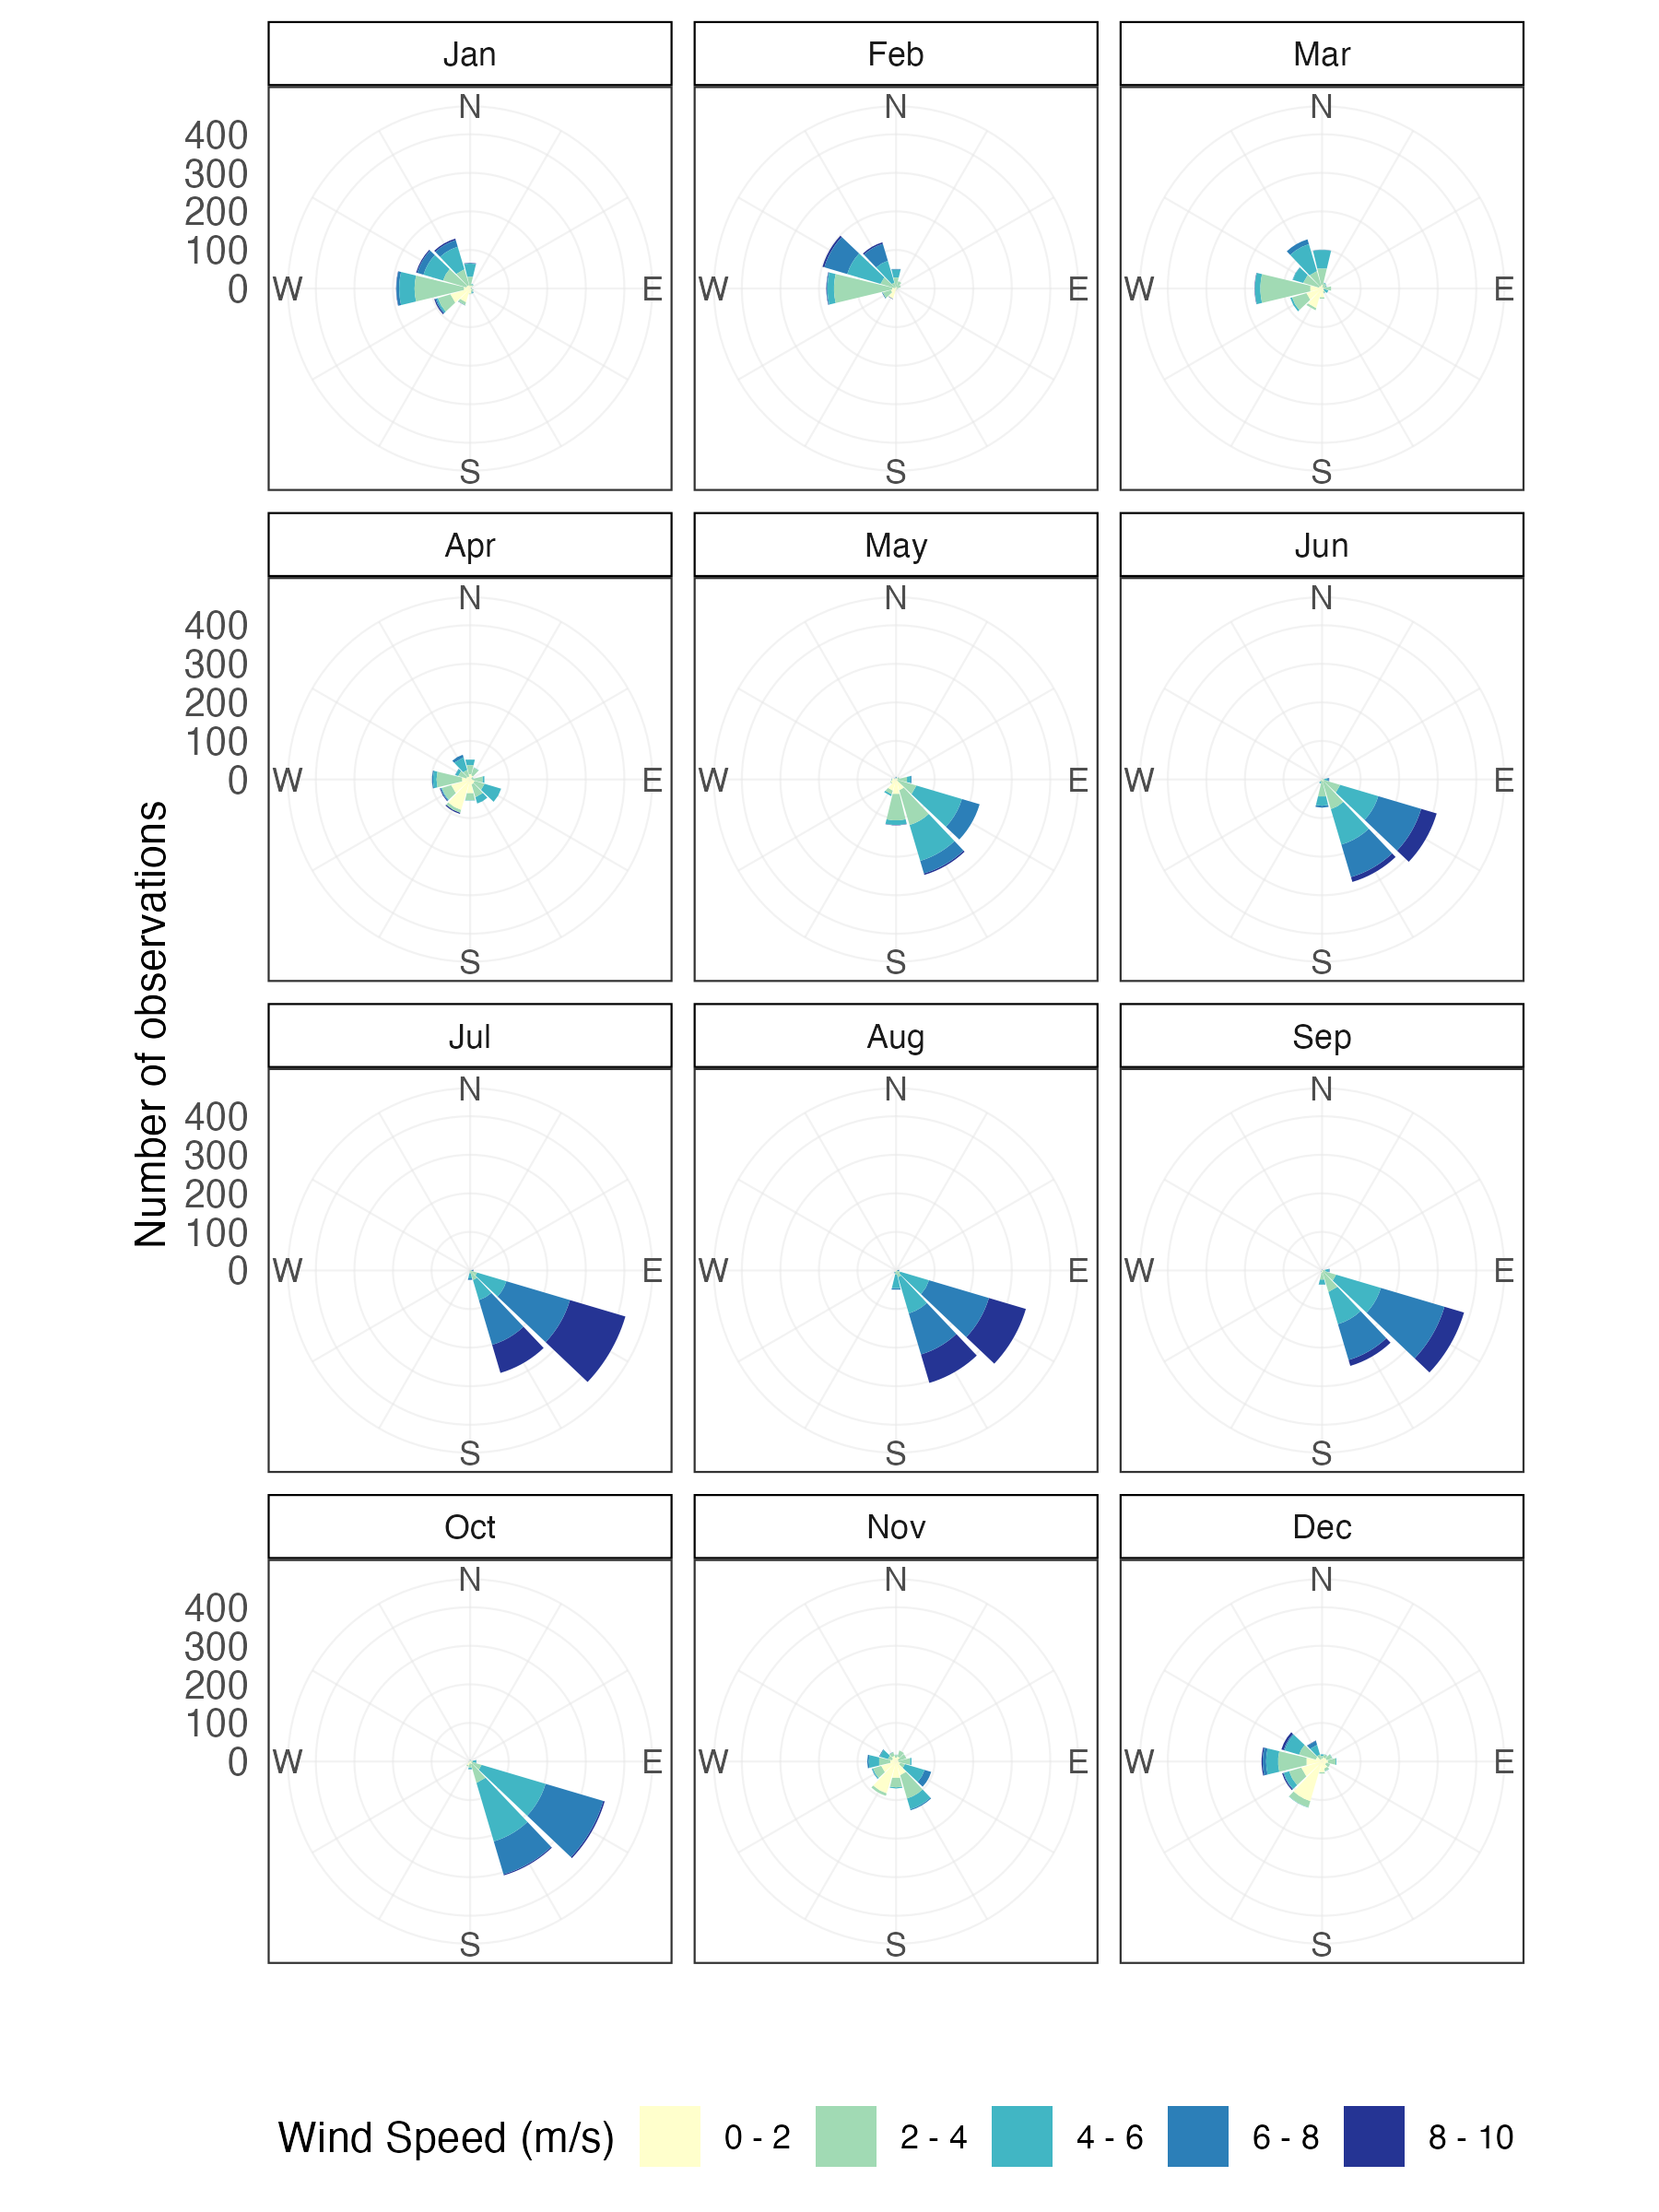 Jan Feb Mar
N N N
400
300
200
100
0 W E W E W E
S S S
Apr May Jun
N N N
400
300
200
100
0 W E W E W E
S S S
Number of observations
Jul Aug Sep
N N N
400
300
200
100
0 W E W E W E
S S S
Oct Nov Dec
N N N
400
300
200
100
0 W E W E W E
S S S
Wind Speed (m/s) 0 - 2 2 - 4 4 - 6 6 - 8 8 - 10